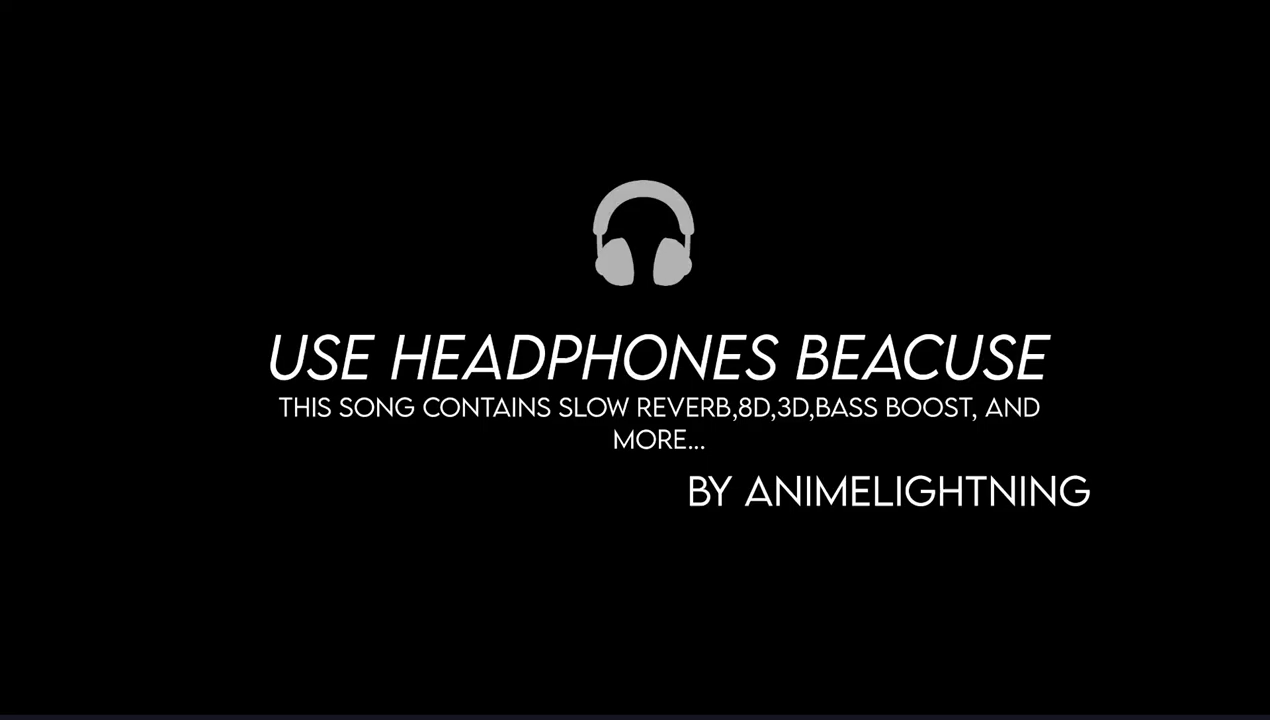 USE HEADPHONES BEACUSE
THIS SONG CONTAINS SLOW REVERB,8D,3D,BASS BOOST, AND
MORE...
BY ANIMELIGHTNING